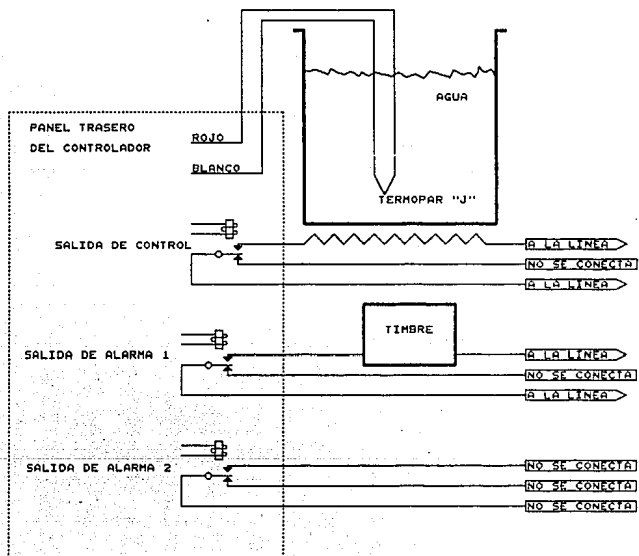 AGUA
PANEL TRASERO
DEL CONTROLADOR
ROJO
BLANCO
TERMOPAR "J"
SALIDA DE CONTROL
A LA LINEA
NO SE CONECTA
A LA LINEA
TIMBRE
SALIDA DE ALARMA 1
A LA LINEA
NO SE CONECTA
A LA LINEA
SALIDA DE ALARMA 2
NO SE CONECTA
NO SE CONECTA
NO SE CONECTA